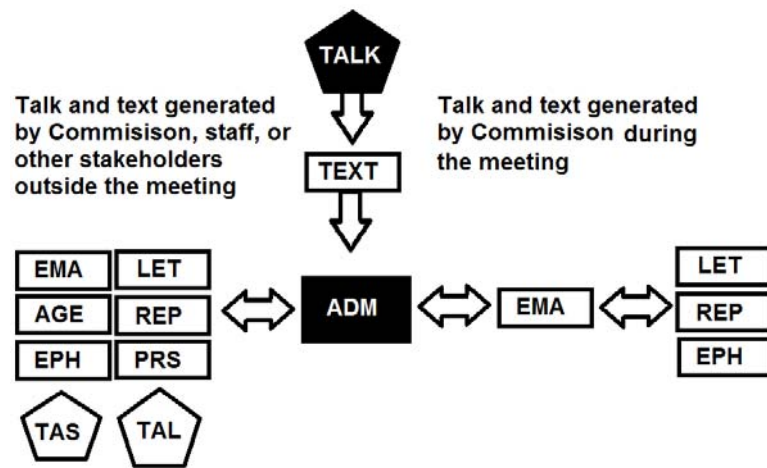 TALK
Talk and text generated
by Commisison, staff, or
other stakeholders
outside the meeting
Talk and text generated
by Commisison during
the meeting
TEXT
EMA LET
AGE REP
EPH PRS
TAS TAL
ADM
EMA
LET
REP
EPH